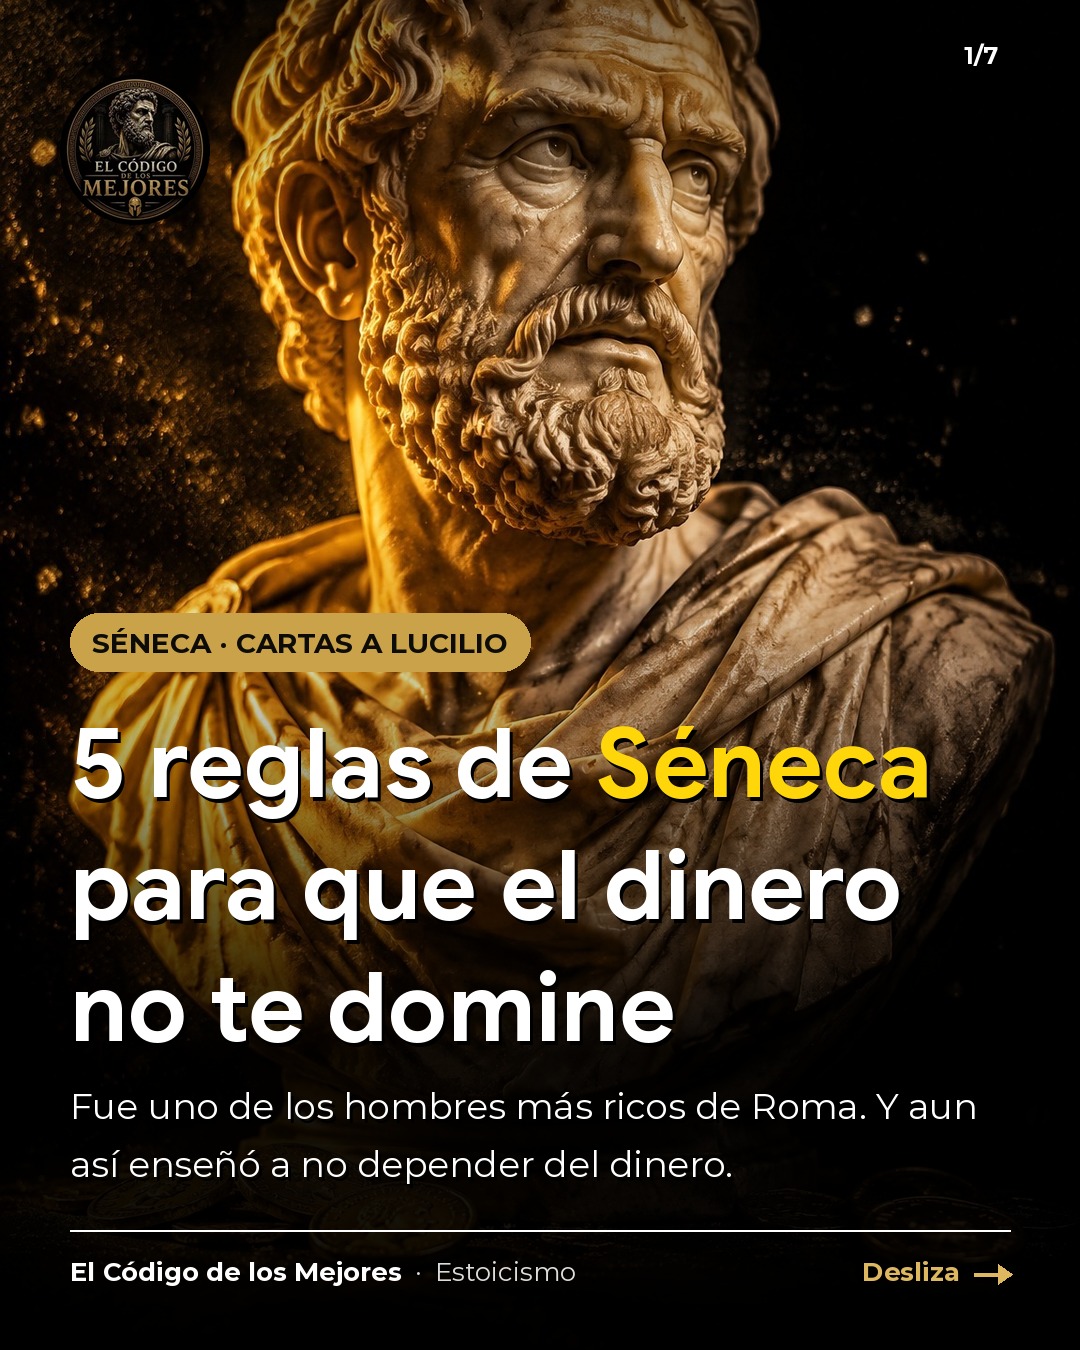 1/7
EL CÓDIGO
DE LOS
MEJORES
SÉNECA · CARTAS A LUCILIO
5 reglas de Séneca
para que el dinero
no te domine
Fue uno de los hombres más ricos de Roma. Y aun
así enseñó a no depender del dinero.
El Código de los Mejores · Estoicismo
Desliza